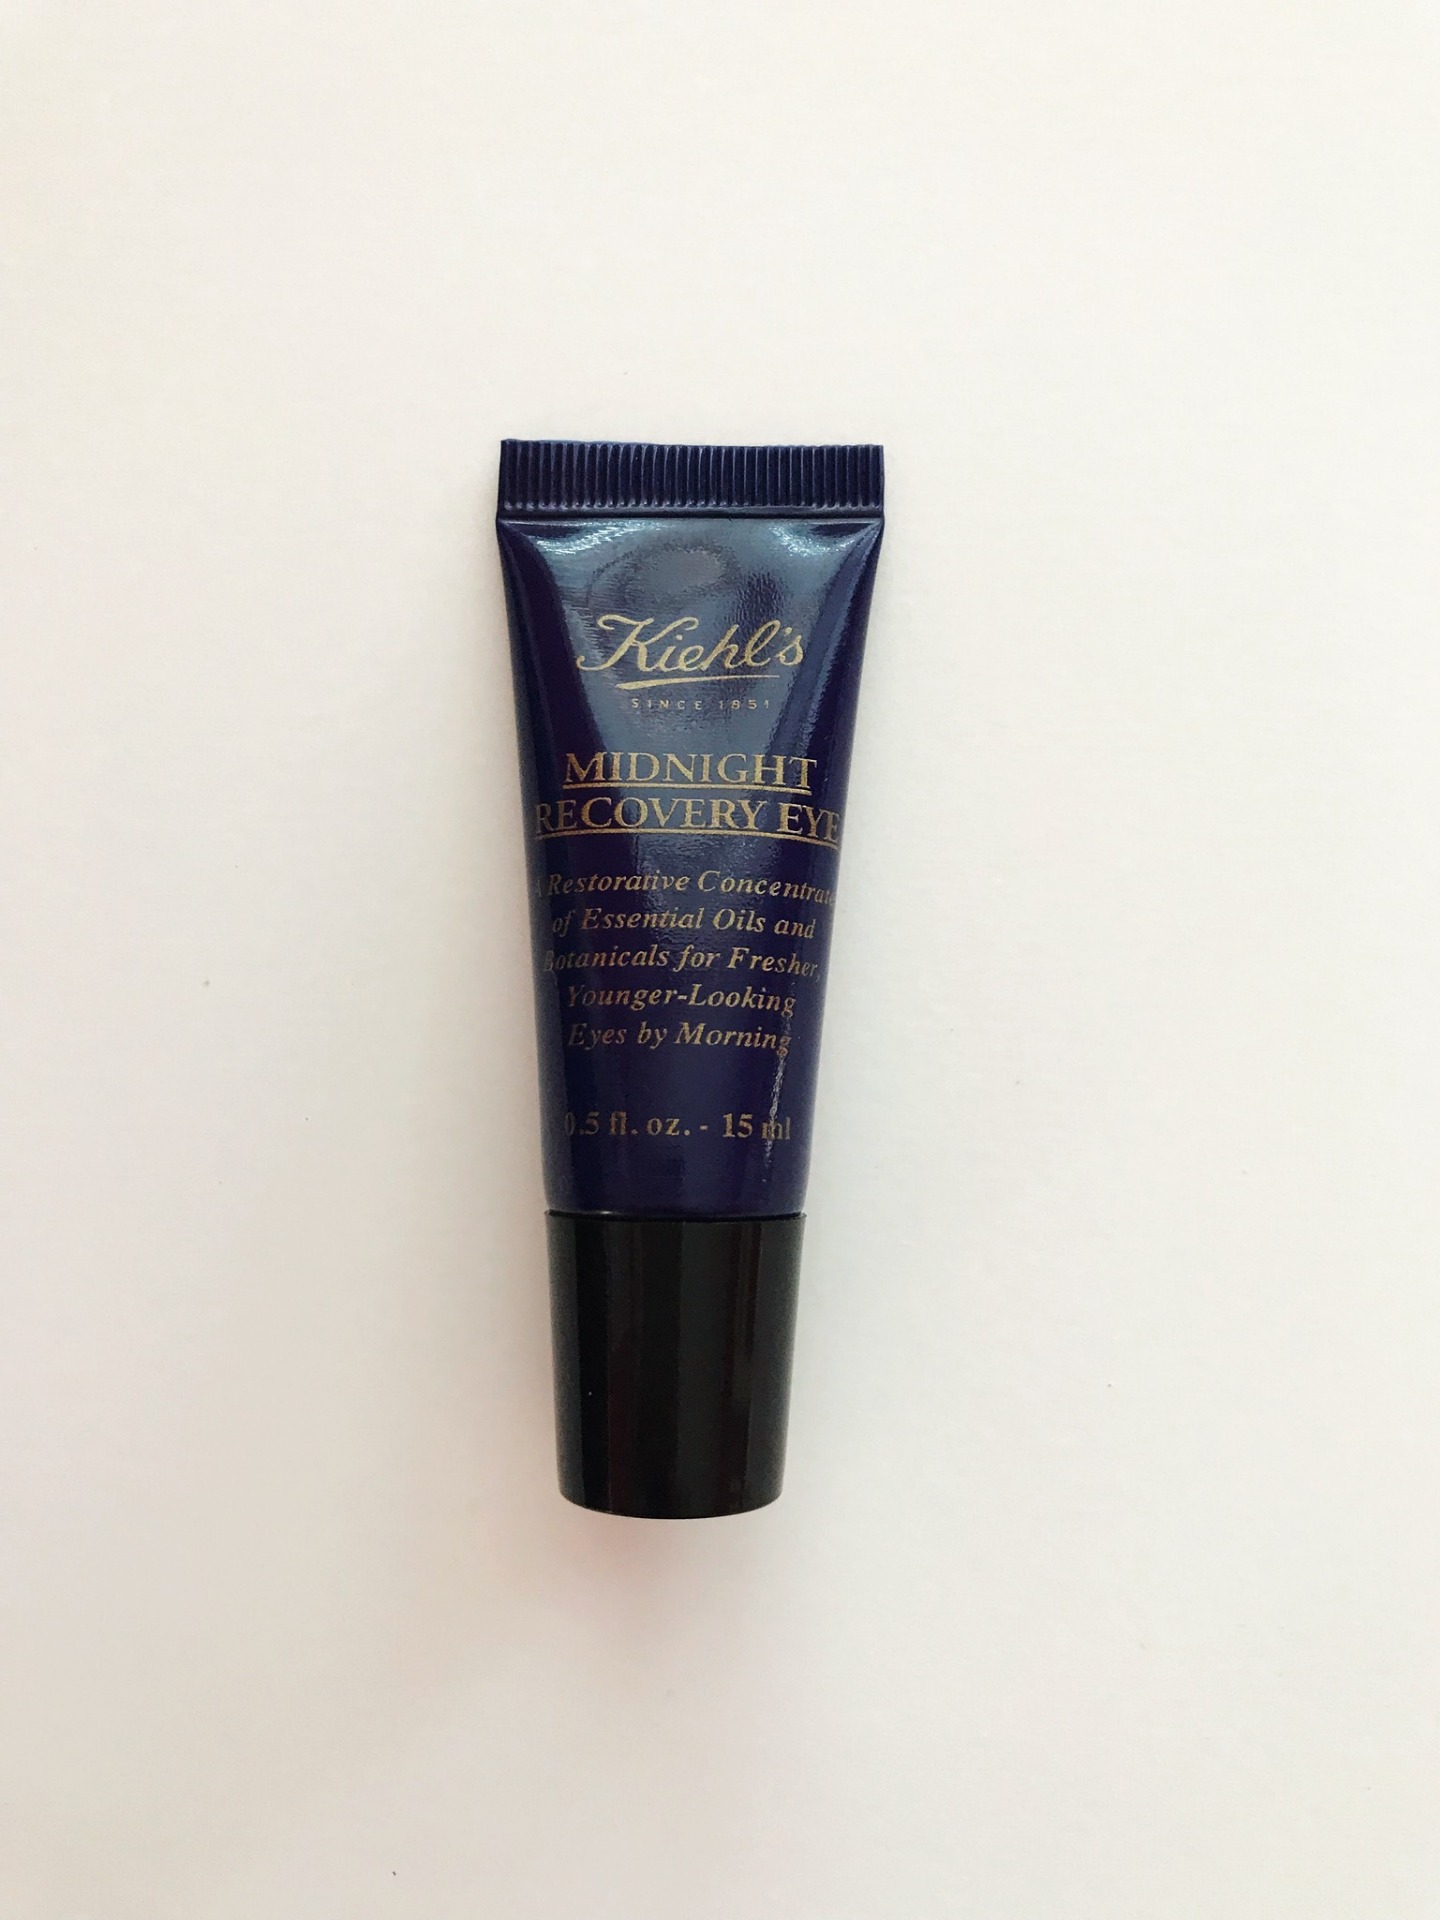 Kiehl's
SINCE 1851
MIDNIGHT
RECOVERY EYE
A Restorative Concentrate
of Essential Oils and
Botanicals for Fresher,
Younger-Looking
Eyes by Morning
0.5 fl. oz. - 15 ml